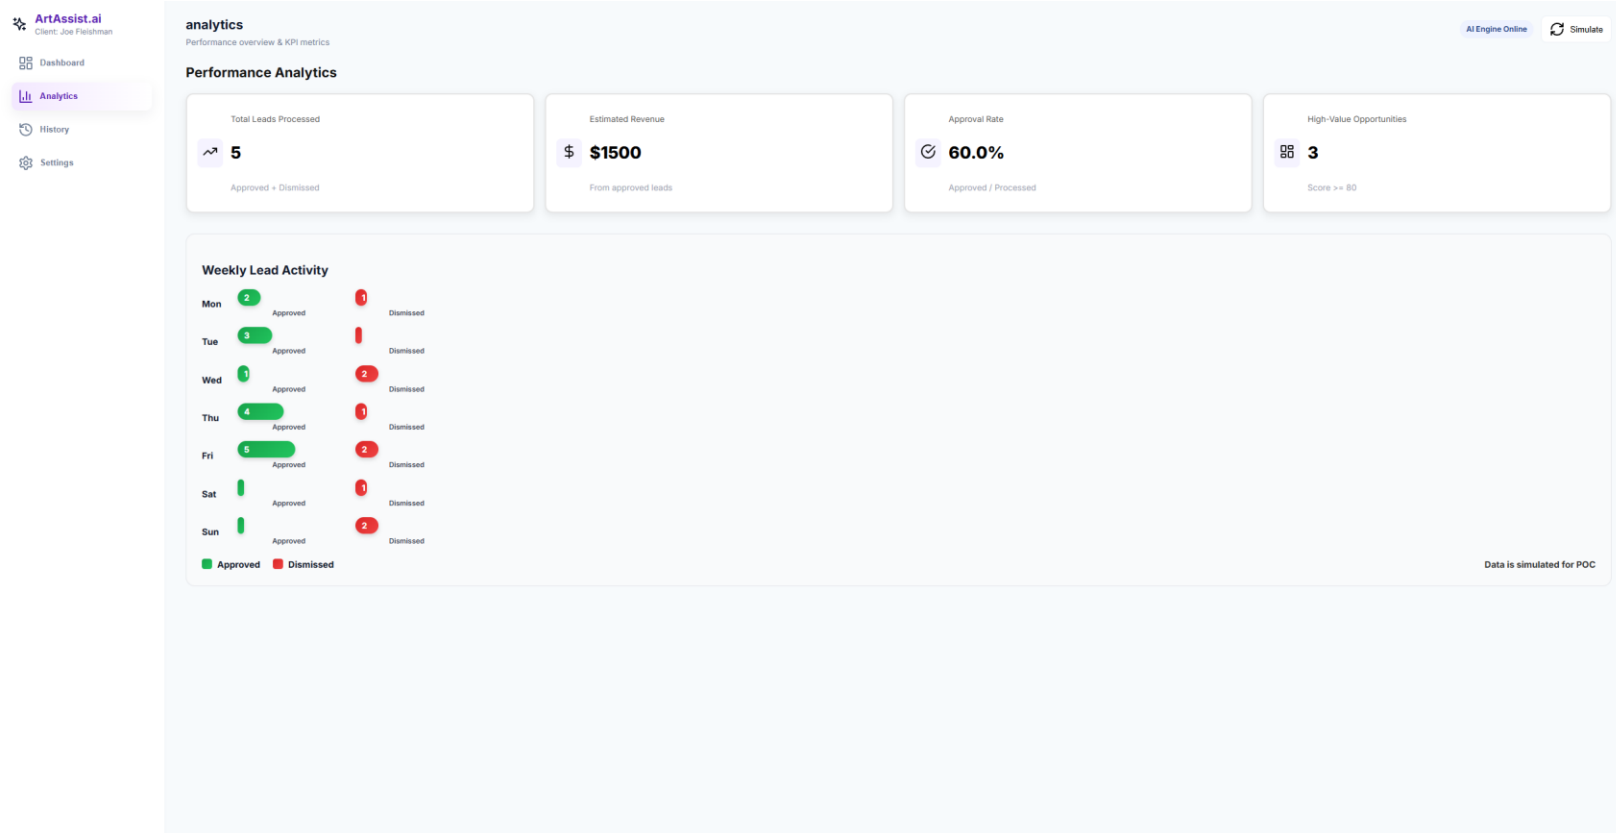 ArtAssist.ai
Client: Joe Fleishman
Dashboard
Analytics
History
Settings
analytics
Performance overview & KPI metrics
AI Engine Online
Simulate
Performance Analytics
Total Leads Processed
5
Approved + Dismissed
Estimated Revenue
$1500
From approved leads
Approval Rate
60.0%
Approved / Processed
High-Value Opportunities
3
Score >= 80
Weekly Lead Activity
Mon 2 Approved 1 Dismissed
Tue 3 Approved Dismissed
Wed 1 Approved 2 Dismissed
Thu 4 Approved 1 Dismissed
Fri 5 Approved 2 Dismissed
Sat Approved 1 Dismissed
Sun Approved 2 Dismissed
Approved Dismissed
Data is simulated for POC